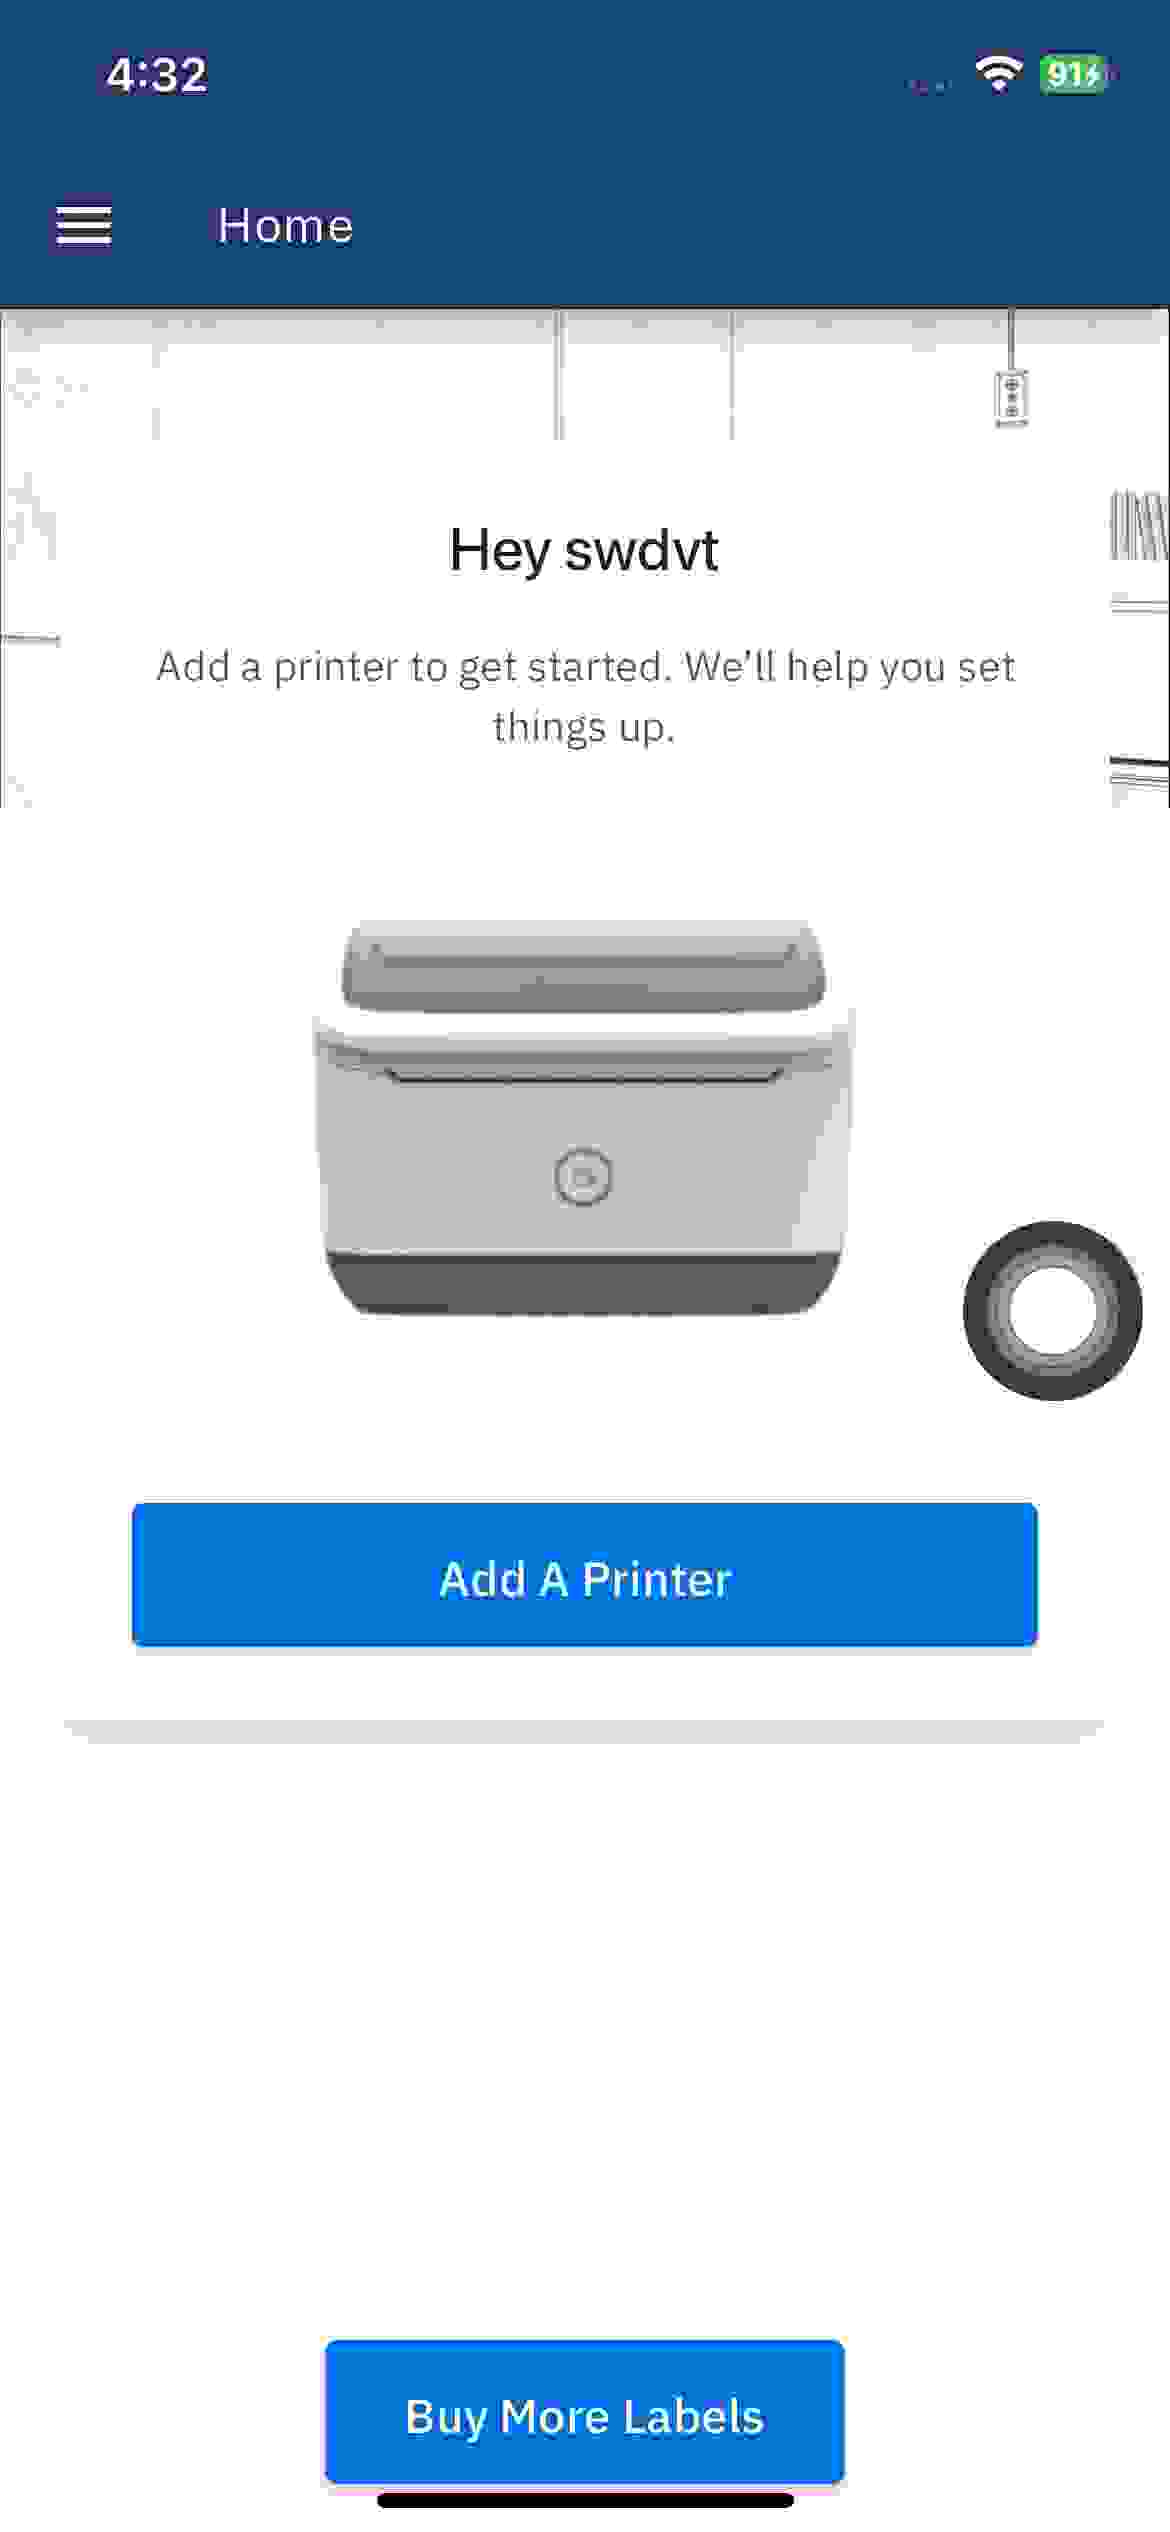 4:32
91
Home
Hey swdvt
Add a printer to get started. We'll help you set
things up.
Add A Printer
Buy More Labels